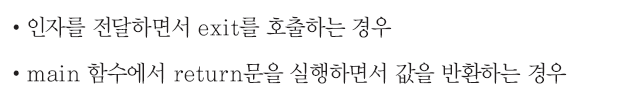 • 인자를 전달하면서 exit를 호출하는 경우
• main 함수에서 return문을 실행하면서 값을 반환하는 경우